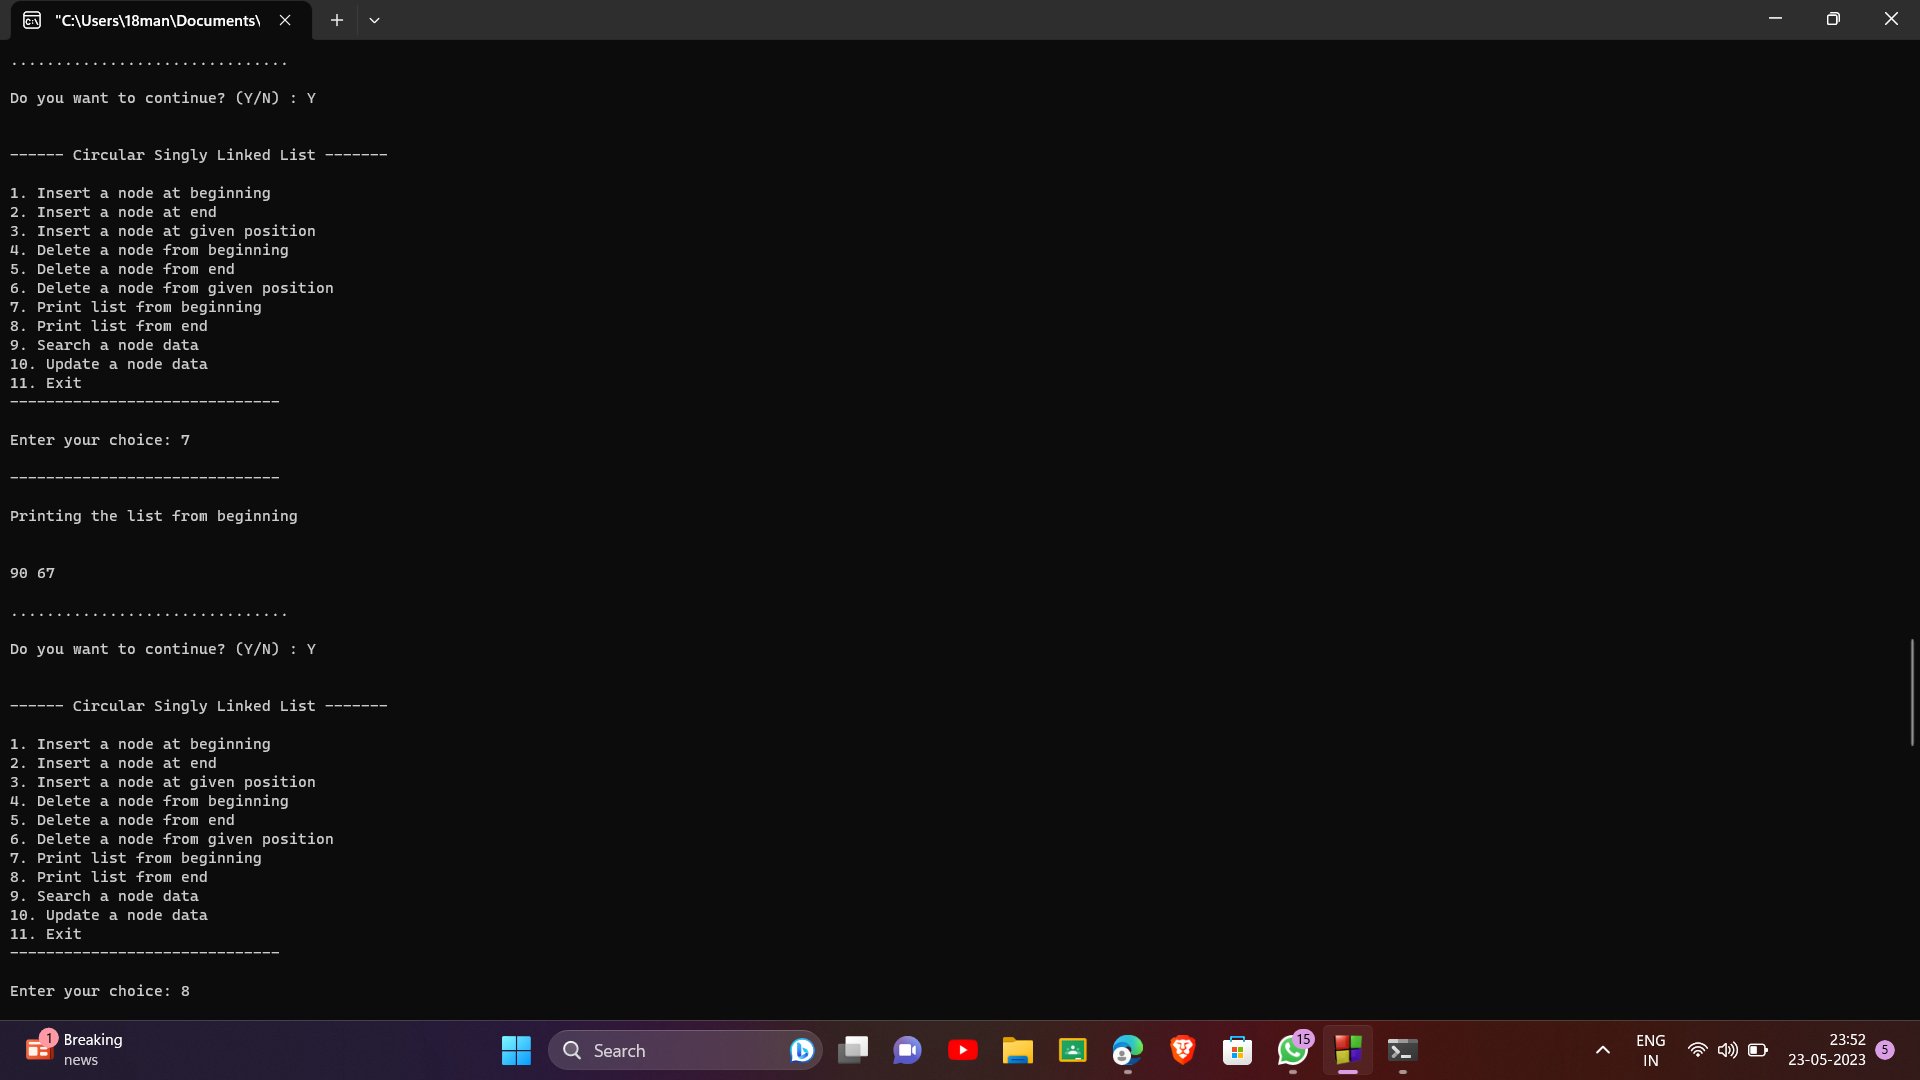 "C:\Users\18man\Documents\
..............................
Do you want to continue? (Y/N) : Y
------ Circular Singly Linked List -------
1. Insert a node at beginning
2. Insert a node at end
3. Insert a node at given position
4. Delete a node from beginning
5. Delete a node from end
6. Delete a node from given position
7. Print list from beginning
8. Print list from end
9. Search a node data
10. Update a node data
11. Exit
------------------------------
Enter your choice: 7
------------------------------
Printing the list from beginning
90 67
..............................
Do you want to continue? (Y/N) : Y
------ Circular Singly Linked List -------
1. Insert a node at beginning
2. Insert a node at end
3. Insert a node at given position
4. Delete a node from beginning
5. Delete a node from end
6. Delete a node from given position
7. Print list from beginning
8. Print list from end
9. Search a node data
10. Update a node data
11. Exit
------------------------------
Enter your choice: 8
1
Breaking
news
Search
15
ENG
IN
23:52
23-05-2023
5